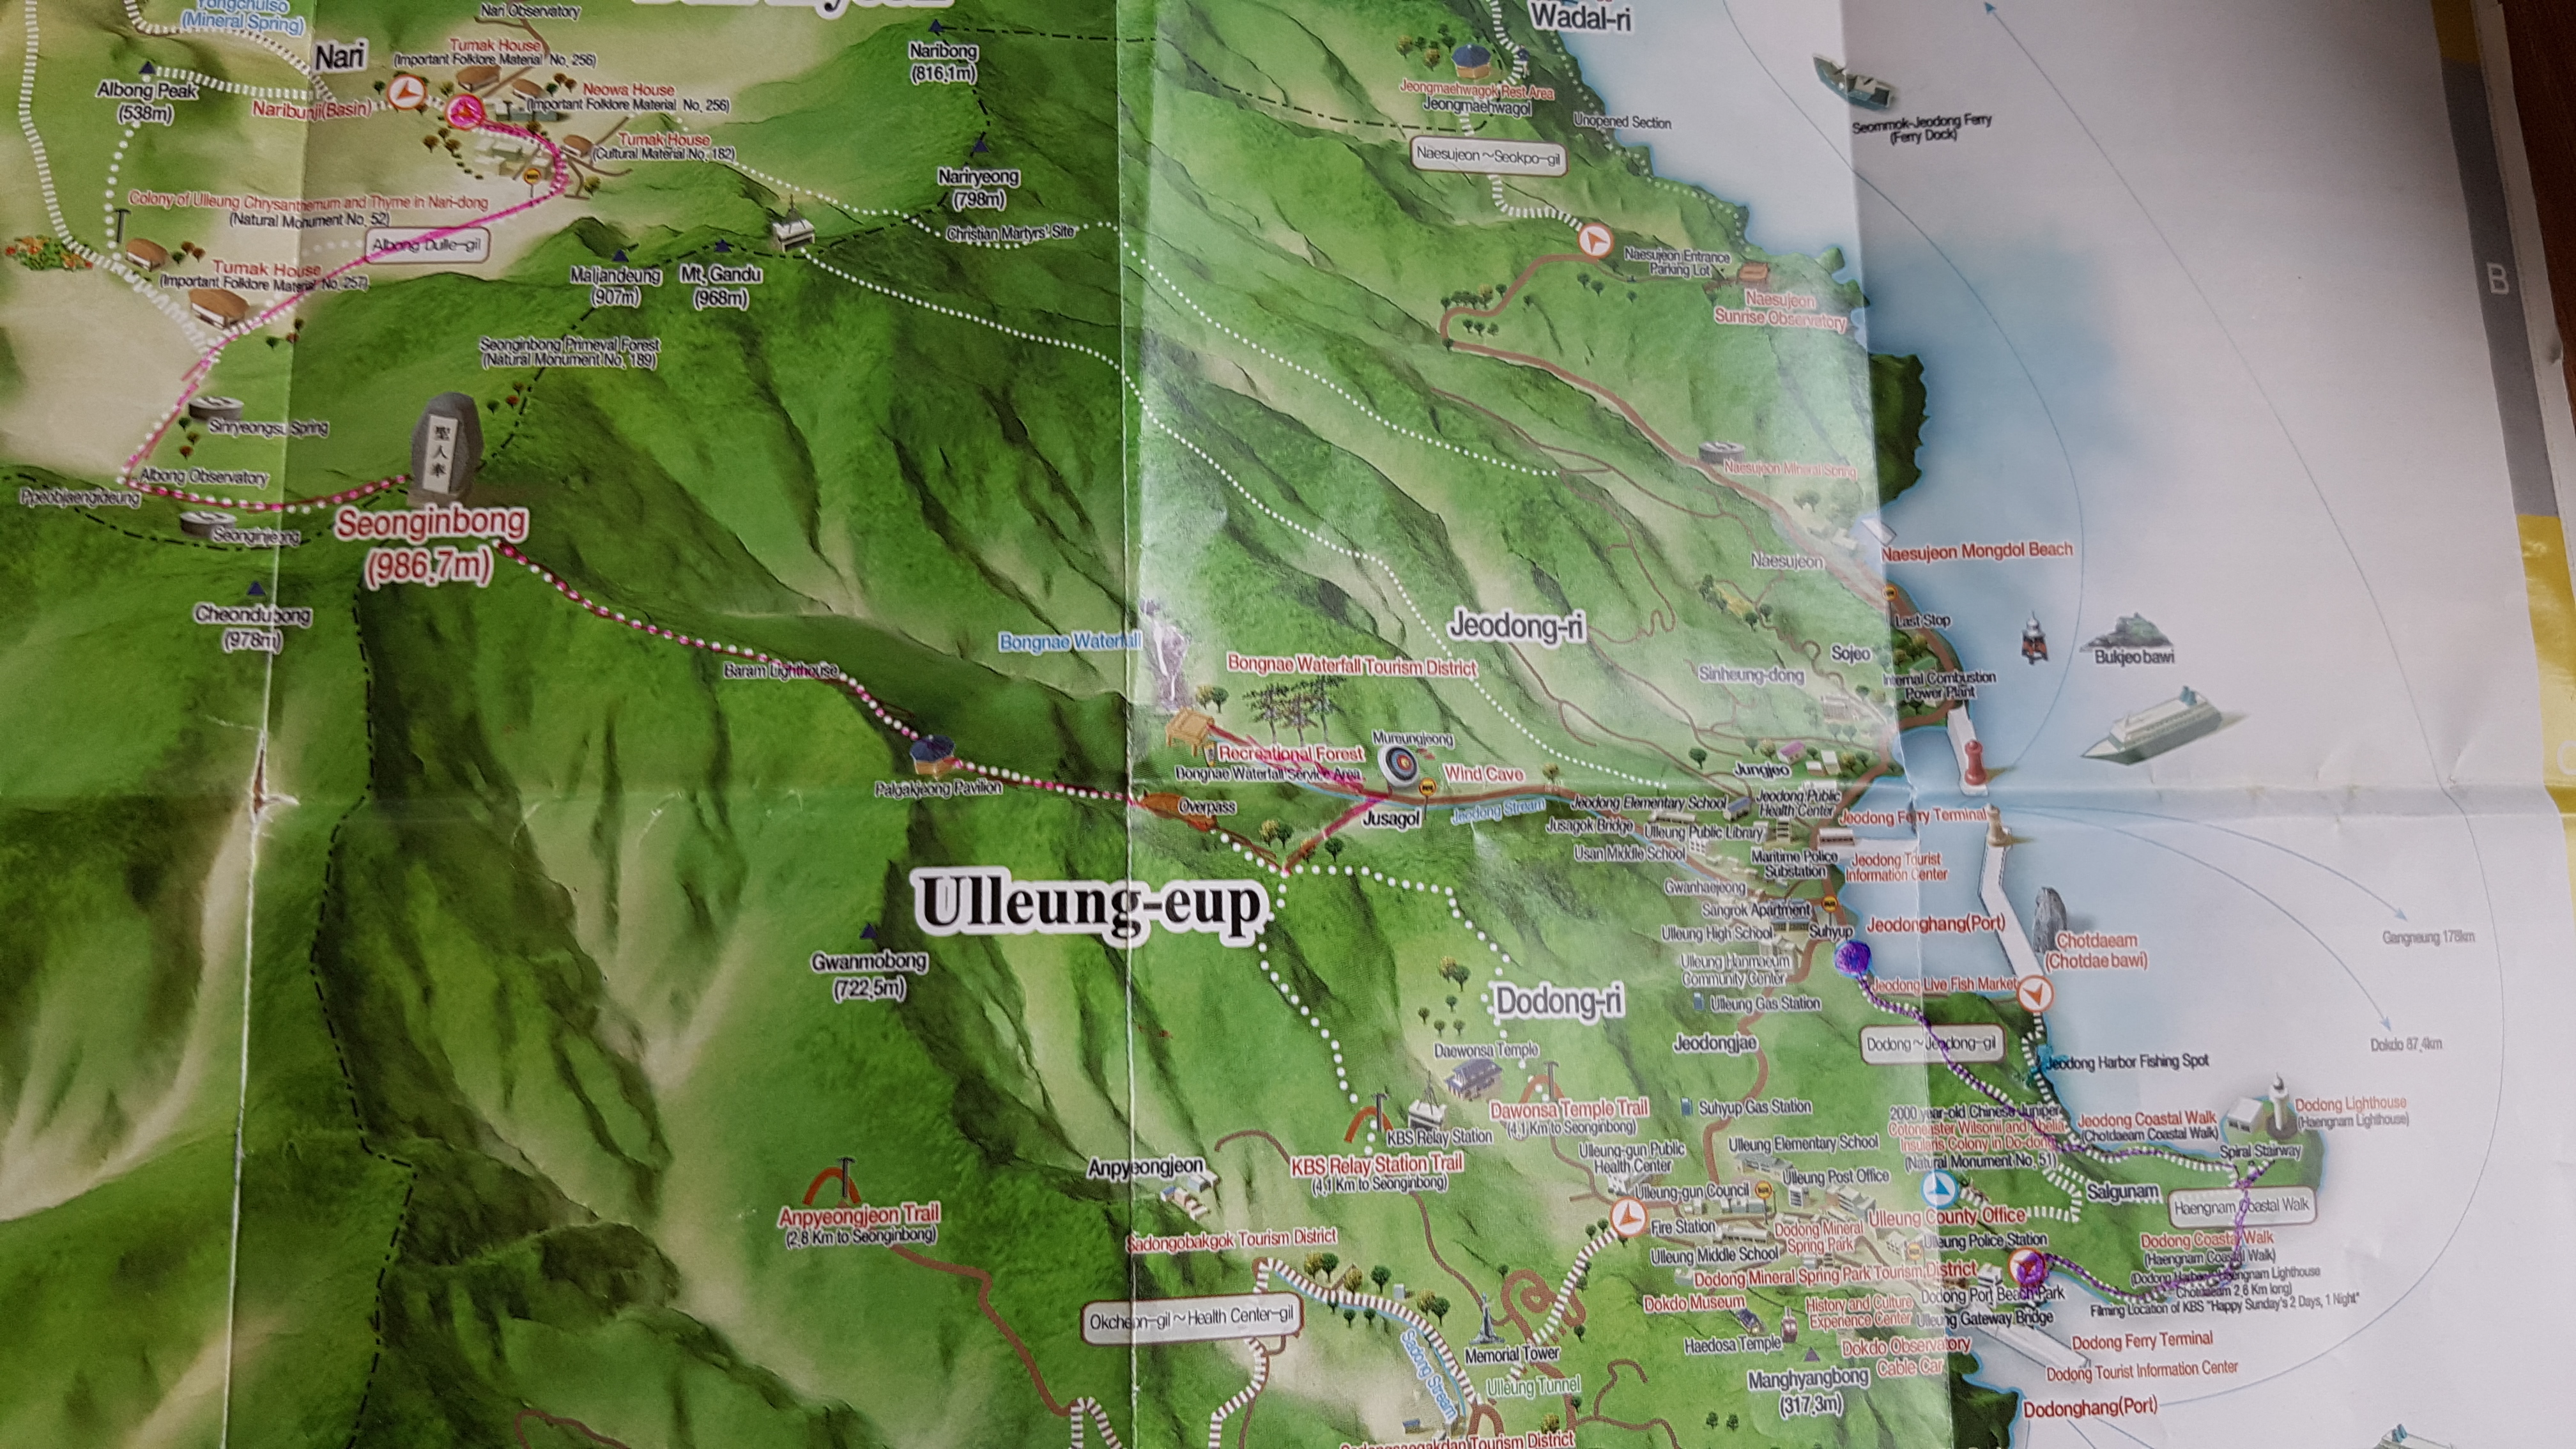 Yongchulso
(Mineral Spring)
Nari Observatory
Wadal-ri
Nari
Tumak House
(Important Folklore Material No. 256)
Naribong
(816.1m)
Albong Peak
(538m)
Naribunji(Basin)
Neowa House
(Important Folklore Material No. 256)
Jeongmaehwagok Rest Area
Jeongmaehwagol
Unopened Section
Seommok-Jeodong Ferry
(Ferry Dock)
Tumak House
(Cultural Material No. 182)
Naesujeon~Seokpo-gil
Nariryeong
(798m)
Colony of Ulleung Chrysanthemum and Thyme in Nari-dong
(Natural Monument No. 52)
Albong Dulle-gil
Christian Martyrs' Site
Naesujeon Entrance
Parking Lot
Tumak House
(Important Folklore Material No. 257)
Maljandeung
(907m)
Mt. Gandu
(968m)
Naesujeon
Sunrise Observatory
B
Seonginbong Primeval Forest
(Natural Monument No. 189)
Sinryeongsu Spring
聖人峯
Albong Observatory
Ppeobjaengideung
Naesujeon Mineral Spring
Seonginjeong
Seonginbong
(986.7m)
Naesujeon
Naesujeon Mongdol Beach
Cheondubong
(978m)
Last Stop
Jeodong-ri
Bongnae Waterfall
Bongnae Waterfall Tourism District
Sojeo
Bukjeobawi
Baram Lighthouse
Sinheung-dong
Internal Combustion
Power Plant
Mureungjeong
Recreational Forest
Bongnae Waterfall Service Area
Wind Cave
Jungjeo
Palgakjeong Pavilion
Overpass
Jusagol
Jeodong Stream
Jeodong Elementary School
Jeodong Public
Health Center
Jeodong Ferry Terminal
Jusagok Bridge
Ulleung Public Library
Usan Middle School
Maritime Police
Substation
Jeodong Tourist
Information Center
Ulleung-eup
Gwanhaejeong
Sangrok Apartment
Ulleung High School
Suhyup
Jeodonghang(Port)
Gangneung 178km
Chotdaeam
(Chotdae bawi)
Gwanmobong
(722.5m)
Ulleung Hanmaeum
Community Center
Jeodong Live Fish Market
Dodong-ri
Ulleung Gas Station
Jeodongjae
Dodong~Jeodong-gil
Dokdo 87.4km
Daewonsa Temple
Jeodong Harbor Fishing Spot
Dawonsa Temple Trail
(4.1 Km to Seonginbong)
Suhyup Gas Station
2000 year-old Chinese Juniper
Cotoneaster Wilsonii and Abelia
Insularis Colony in Do-dong
(Natural Monument No. 51)
Jeodong Coastal Walk
(Chotdaeam Coastal Walk)
Dodong Lighthouse
(Haengnam Lighthouse)
KBS Relay Station
Ulleung Elementary School
Spiral Stairway
Anpyeongjeon
KBS Relay Station Trail
(4.1 Km to Seonginbong)
Ulleung-gun Public
Health Center
Ulleung Post Office
Ulleung-gun Council
Salgunam
Haengnam Coastal Walk
Anpyeongjeon Trail
(2.8 Km to Seonginbong)
Fire Station
Dodong Mineral
Spring Park
Ulleung County Office
Sadongobakgok Tourism District
Ulleung Middle School
Ulleung Police Station
Dodong Coastal Walk
(Haengnam Coastal Walk)
(Dodong Harbor~Haengnam Lighthouse
~Chotdaeam 2.6 Km long)
Filming Location of KBS "Happy Sunday's 2 Days, 1 Night"
Dodong Mineral Spring Park Tourism District
Dodong Port Beach Park
Dokdo Museum
History and Culture
Experience Center
Ulleung Gateway Bridge
Okcheon-gil~Health Center-gil
Memorial Tower
Haedosa Temple
Dokdo Observatory
Cable Car
Dodong Ferry Terminal
Dodong Tourist Information Center
Sadong Stream
Ulleung Tunnel
Manghyangbong
(317.3m)
Dodonghang(Port)
Tourism District